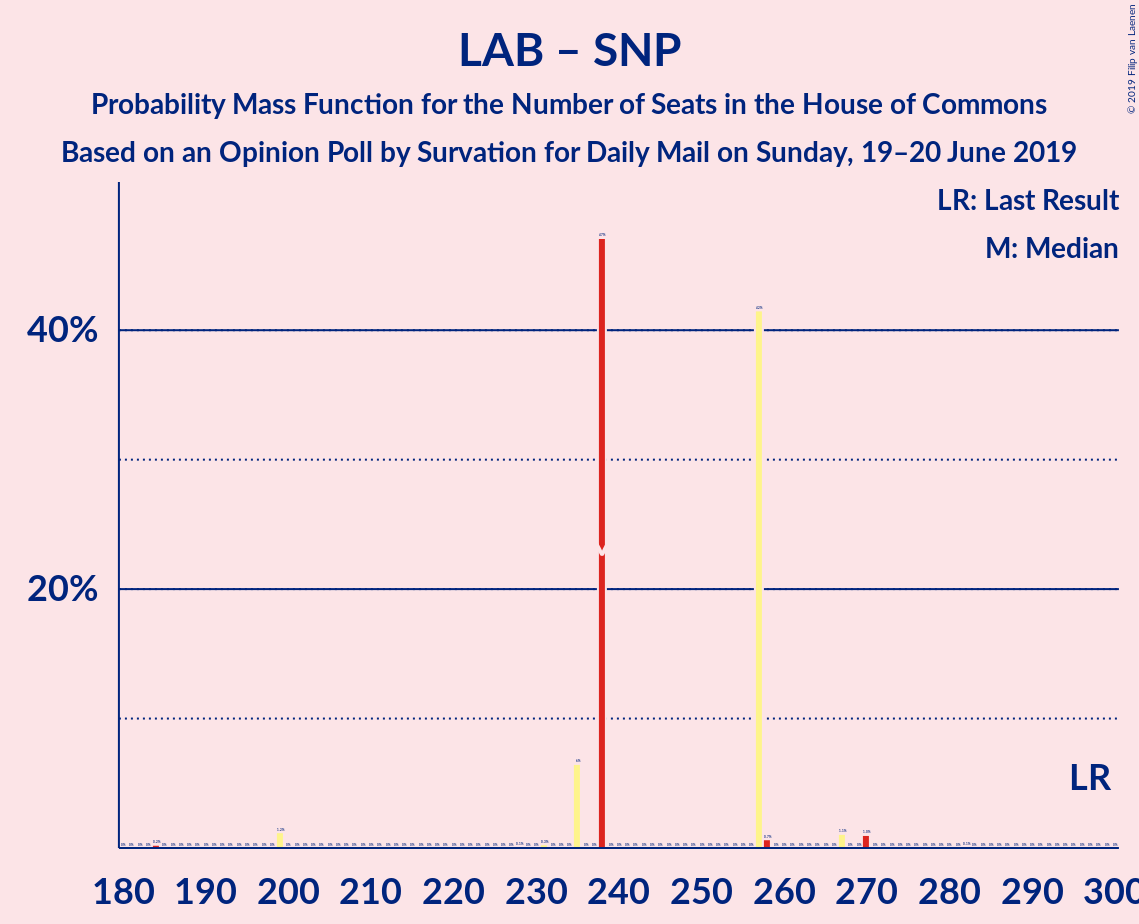 LAB – SNP
Probability Mass Function for the Number of Seats in the House of Commons
Based on an Opinion Poll by Survation for Daily Mail on Sunday, 19–20 June 2019
© 2019 Filip van Laenen
LR: Last Result
M: Median
40%
20%
LR
180 190 200 210 220 230 240 250 260 270 280 290 300